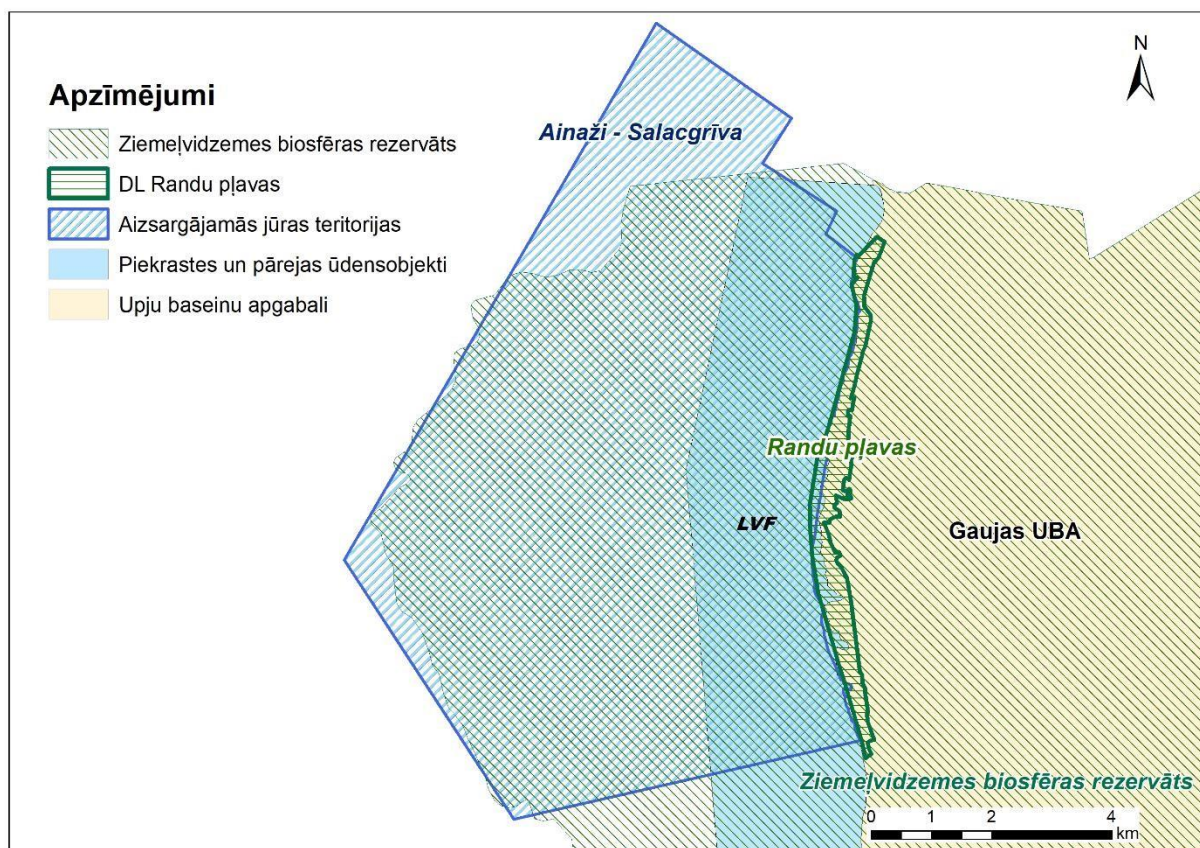 Apzīmējumi
Ziemeļvidzemes biosfēras rezervāts
DL Randu pļavas
Aizsargājamās jūras teritorijas
Piekrastes un pārejas ūdensobjekti
Upju baseinu apgabali
N
Ainaži - Salacgrīva
Randu pļavas
LVF
Gaujas UBA
Ziemeļvidzemes biosfēras rezervāts
0 1 2 4
km